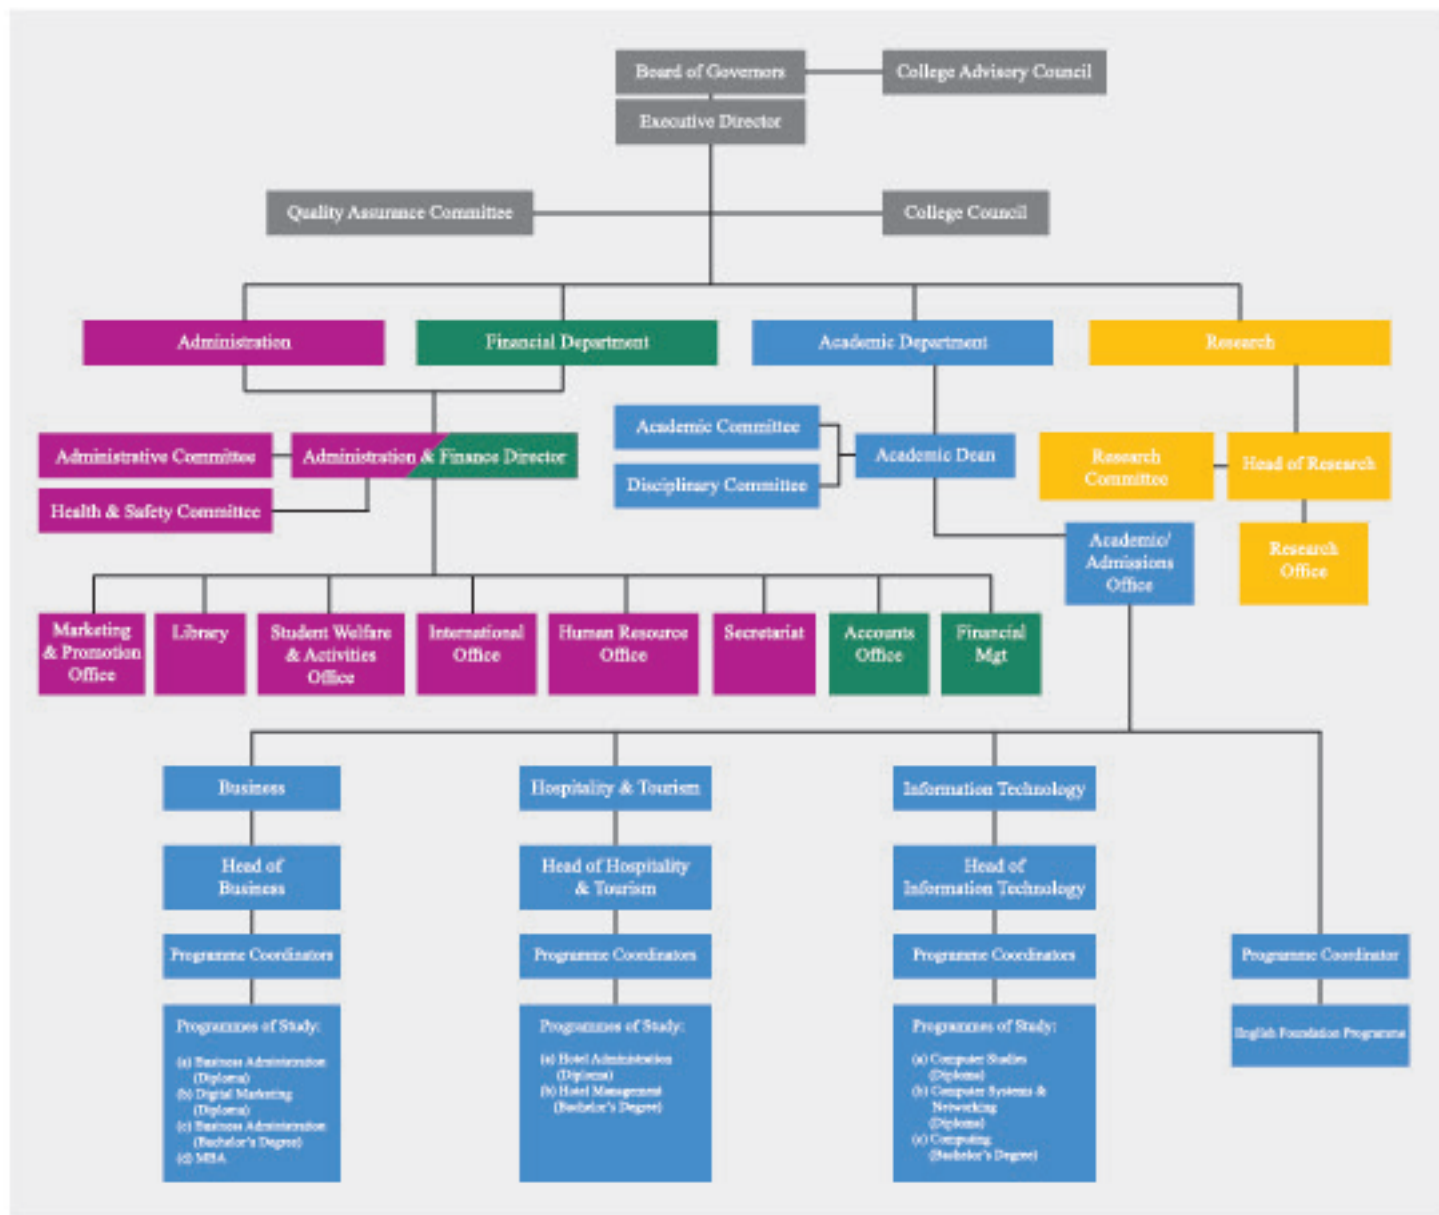 Board of Governors
College Advisory Council
Executive Director
Quality Assurance Committee
College Council
Administration
Financial Department
Academic Department
Research
Academic Committee
Disciplinary Committee
Academic Dean
Administrative Committee
Administration & Finance Director
Health & Safety Committee
Research
Committee
Head of Research
Academic/
Admissions
Office
Research
Office
Marketing
& Promotion
Office
Library
Student Welfare
& Activities
Office
International
Office
Human Resource
Office
Secretariat
Accounts
Office
Financial
Mgt
Business
Hospitality & Tourism
Information Technology
Head of
Business
Head of Hospitality
& Tourism
Head of
Information Technology
Programme Coordinators
Programme Coordinators
Programme Coordinators
Programme Coordinator
Programmes of Study:
(a) Business Administration
(Diploma)
(b) Digital Marketing
(Diploma)
(c) Business Administration
(Bachelor's Degree)
(d) MBA
Programmes of Study:
(a) Hotel Administration
(Diploma)
(b) Hotel Management
(Bachelor's Degree)
Programmes of Study:
(a) Computer Studies
(Diploma)
(b) Computer Systems &
Networking
(Diploma)
(c) Computing
(Bachelor's Degree)
English Foundation Programme